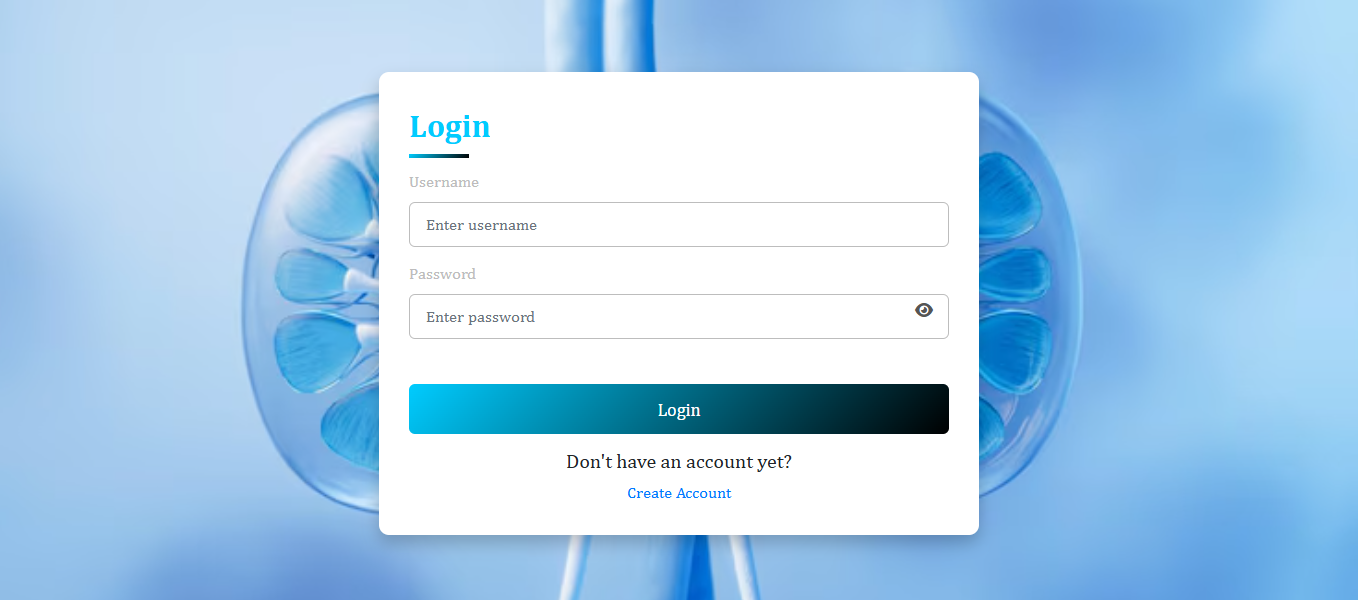 Login
Username
Enter username
Password
Enter password
Login
Don't have an account yet?
Create Account